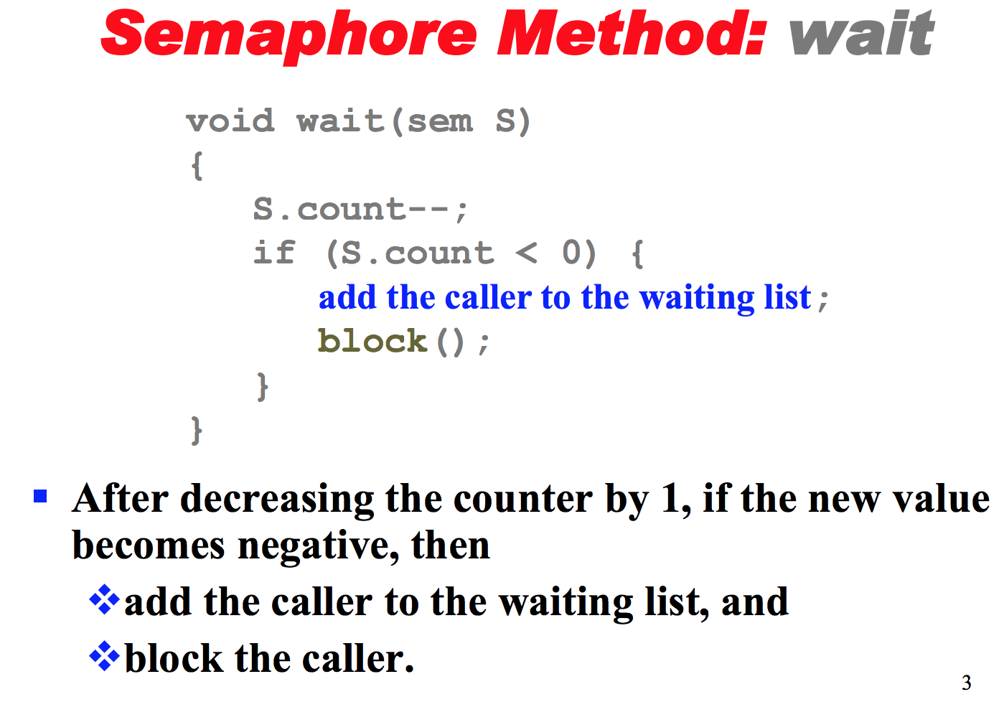 Semaphore Method: wait
void wait(sem S)
{
S.count--;
if (S.count < 0) {
add the caller to the waiting list;
block();
}
}
After decreasing the counter by 1, if the new value
becomes negative, then
add the caller to the waiting list, and
block the caller.
3